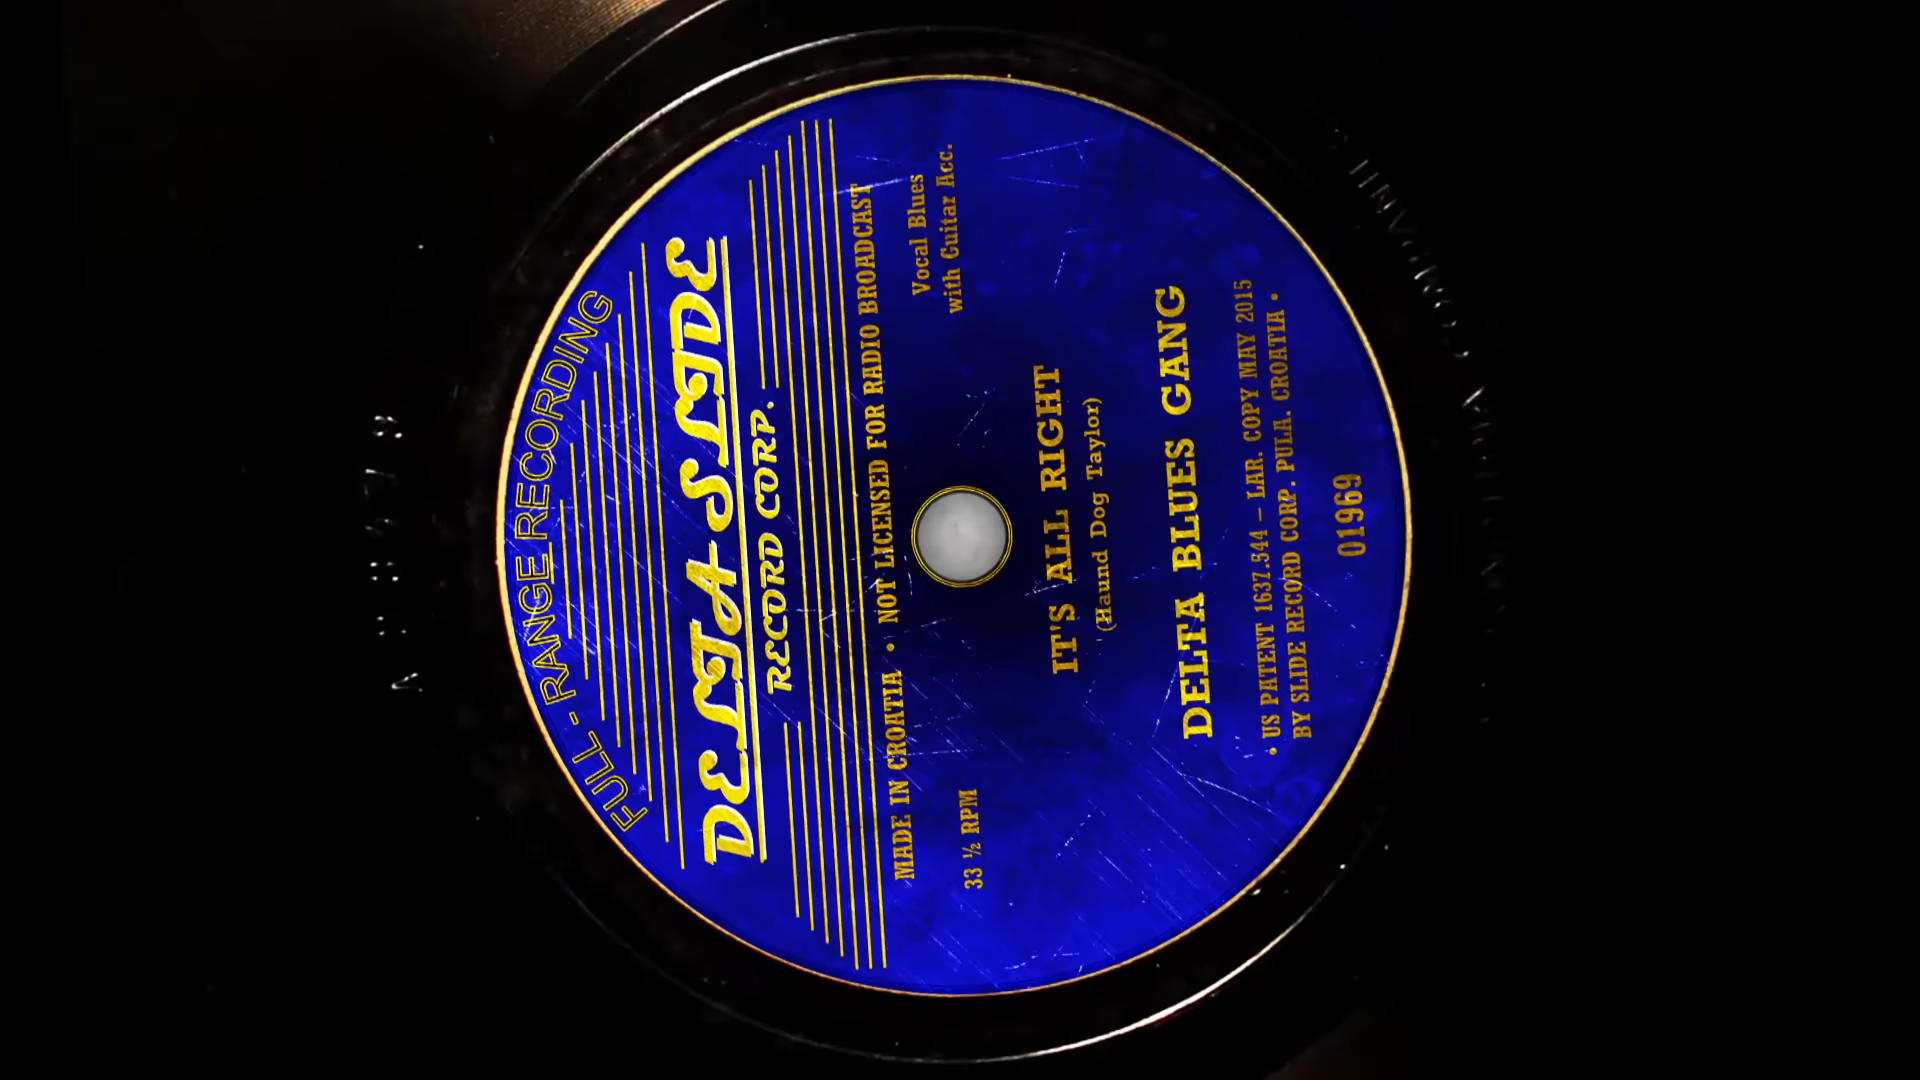 FULL - RANGE RECORDING
DELTA SLIDE
RECORD CORP.
MADE IN CROATIA • NOT LICENSED FOR RADIO BROADCAST
33 ½ RPM
Vocal Blues
with Guitar Acc.
IT'S ALL RIGHT
(Haund Dog Taylor)
DELTA BLUES GANG
• US PATENT 1637.544 – LAR. COPY MAY 2015
BY SLIDE RECORD CORP. PULA. CROATIA •
01969